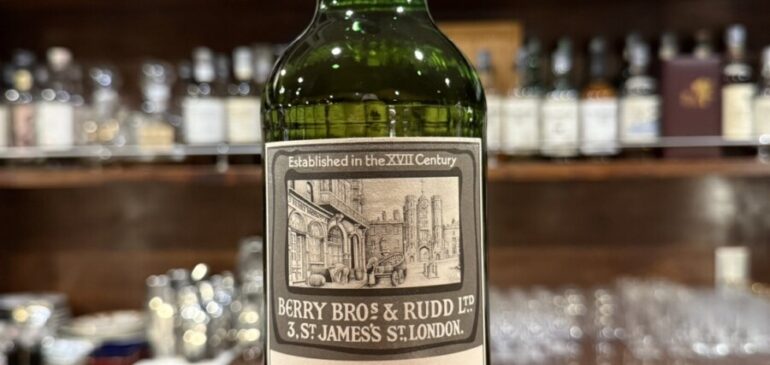 Established in the XVII Century
BERRY BROS & RUDD LTD.
3, ST JAMES'S ST, LONDON.